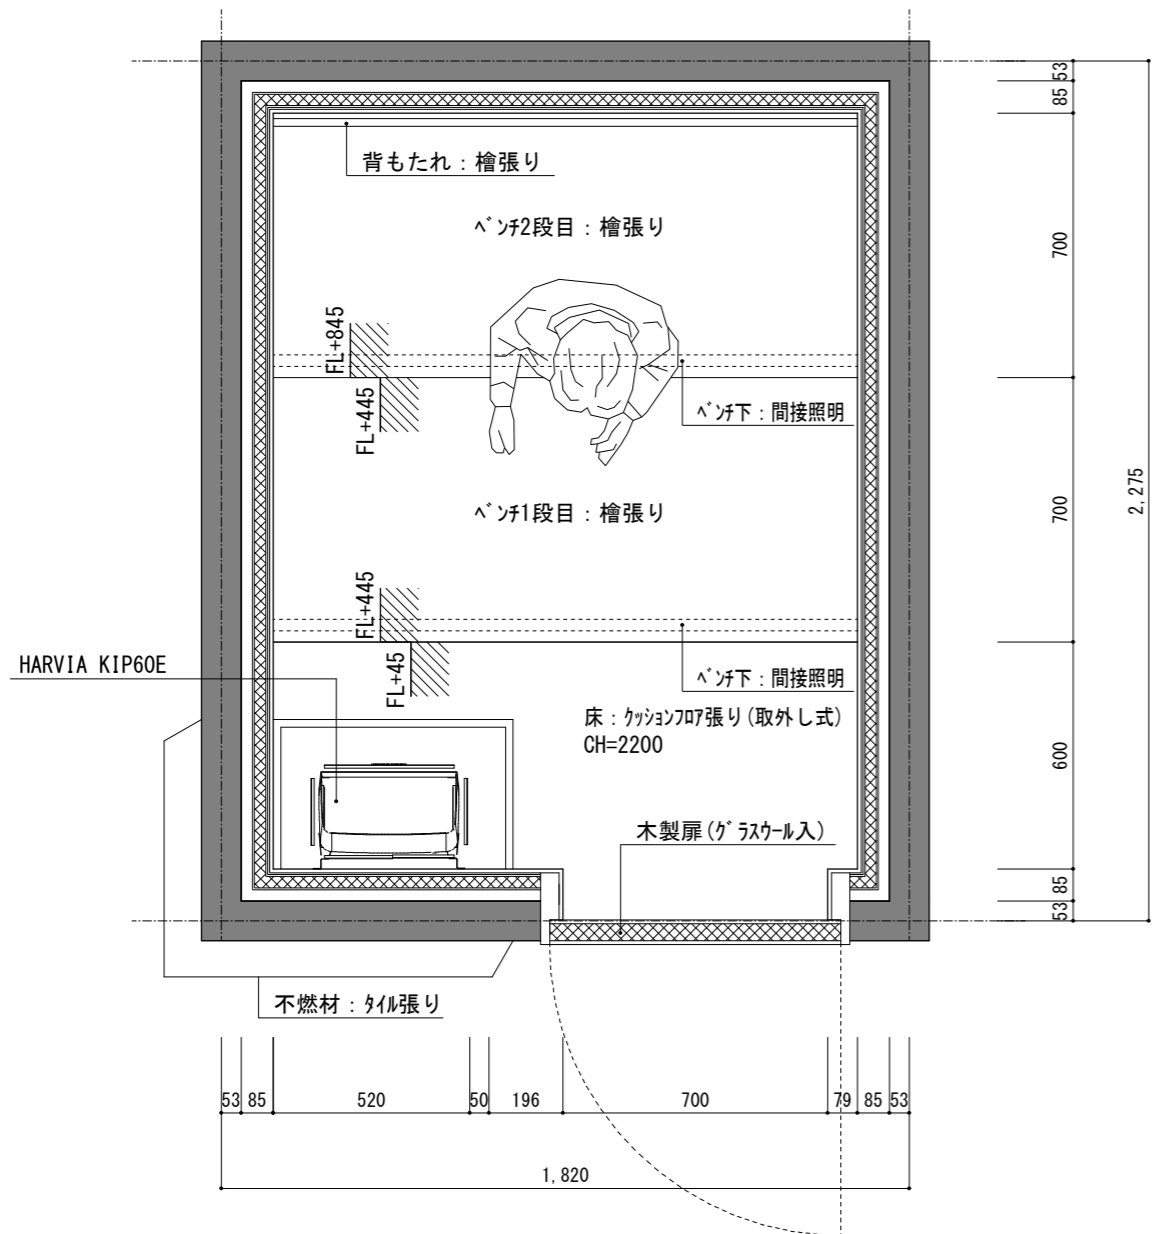 53
85
背もたれ：檜張り
ﾍﾞﾝﾁ2段目：檜張り
700
FL+845
FL+445
ﾍﾞﾝﾁ下：間接照明
2,275
ﾍﾞﾝﾁ1段目：檜張り
700
FL+445
FL+45
HARVIA KIP60E
ﾍﾞﾝﾁ下：間接照明
床：ｸｯｼｮﾝﾌﾛｱ張り(取外し式)
CH=2200
600
木製扉(ｸﾞﾗｽｳｰﾙ入)
85
53
不燃材：ﾀｲﾙ張り
53 85 520 50 196 700 79 85 53
1,820